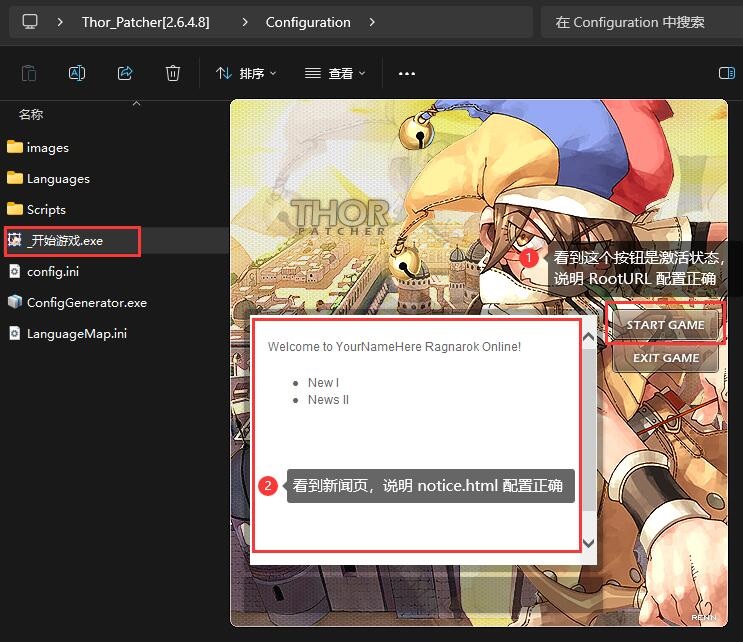 Thor_Patcher[2.6.4.8]
Configuration
在 Configuration 中搜索
排序
查看
名称
images
Languages
Scripts
_开始游戏.exe
config.ini
ConfigGenerator.exe
LanguageMap.ini
THOR
PATCHER
1
看到这个按钮是激活状态,
说明 RootURL 配置正确
START GAME
EXIT GAME
Welcome to YourNameHere Ragnarok Online!
New I
News II
2
看到新闻页，说明 notice.html 配置正确
RENN